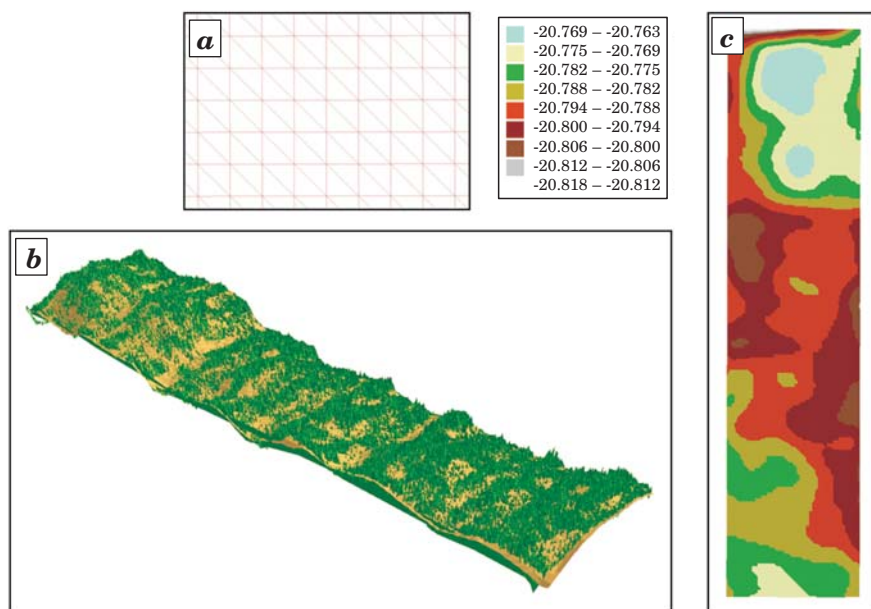 a
-20.769 – -20.763
-20.775 – -20.769
-20.782 – -20.775
-20.788 – -20.782
-20.794 – -20.788
-20.800 – -20.794
-20.806 – -20.800
-20.812 – -20.806
-20.818 – -20.812
c
b